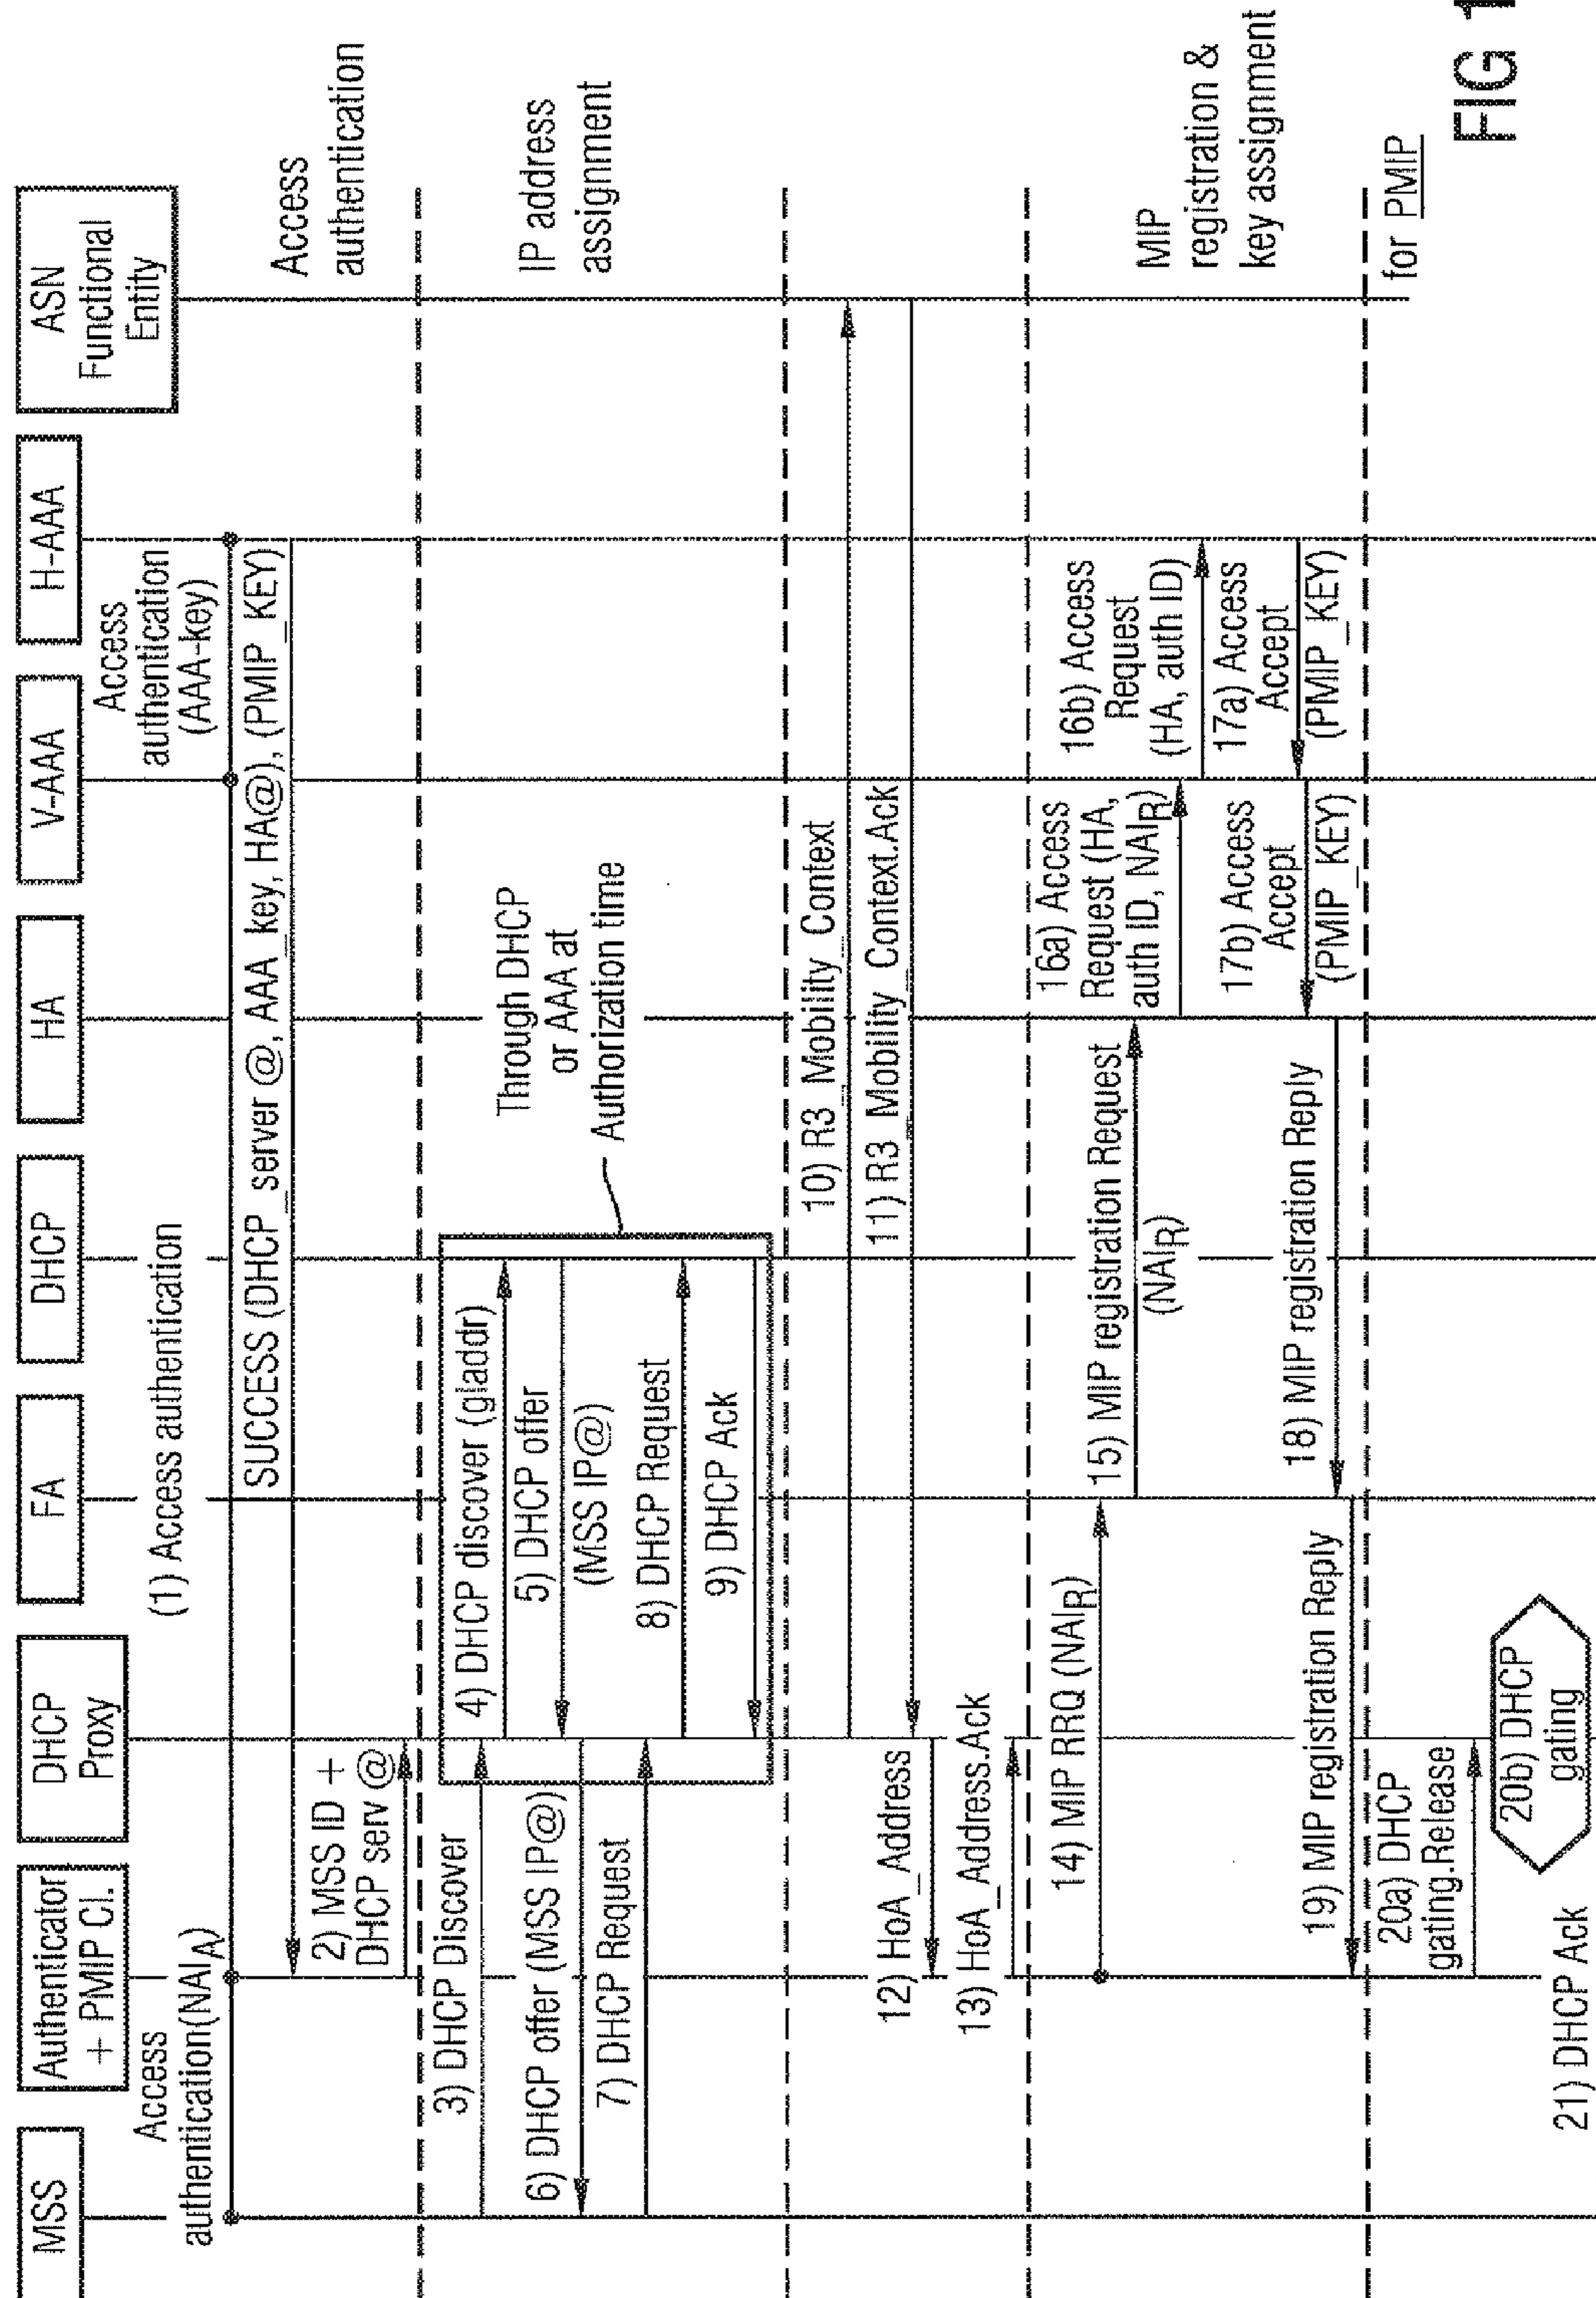 MSS
Authenticator
+ PMIP Cl.
DHCP
Proxy
FA
DHCP
HA
V-AAA
H-AAA
ASN
Functional
Entity
Access
authentication(NAIA)
(1) Access authentication
Access
authentication
(AAA-key)
SUCCESS (DHCP_server @, AAA_key, HA@), (PMIP_KEY)
Access
authentication
2) MSS ID +
DHCP serv @
3) DHCP Discover
4) DHCP discover (gladdr)
5) DHCP offer
(MSS IP@)
6) DHCP offer (MSS IP@)
7) DHCP Request
8) DHCP Request
9) DHCP Ack
Through DHCP
or AAA at
Authorization time
IP address
assignment
10) R3_Mobility_Context
11) R3_Mobility_Context.Ack
12) HoA_Address
13) HoA_Address.Ack
14) MIP RRQ (NAIR)
15) MIP registration Request
(NAIR)
16a) Access
Request (HA,
auth ID, NAIR)
16b) Access
Request
(HA, auth ID)
17a) Access
Accept
(PMIP_KEY)
17b) Access
Accept
(PMIP_KEY)
18) MIP registration Reply
19) MIP registration Reply
MIP
registration &
key assignment
20a) DHCP
gating.Release
20b) DHCP
gating
21) DHCP Ack
for PMIP
FIG 1